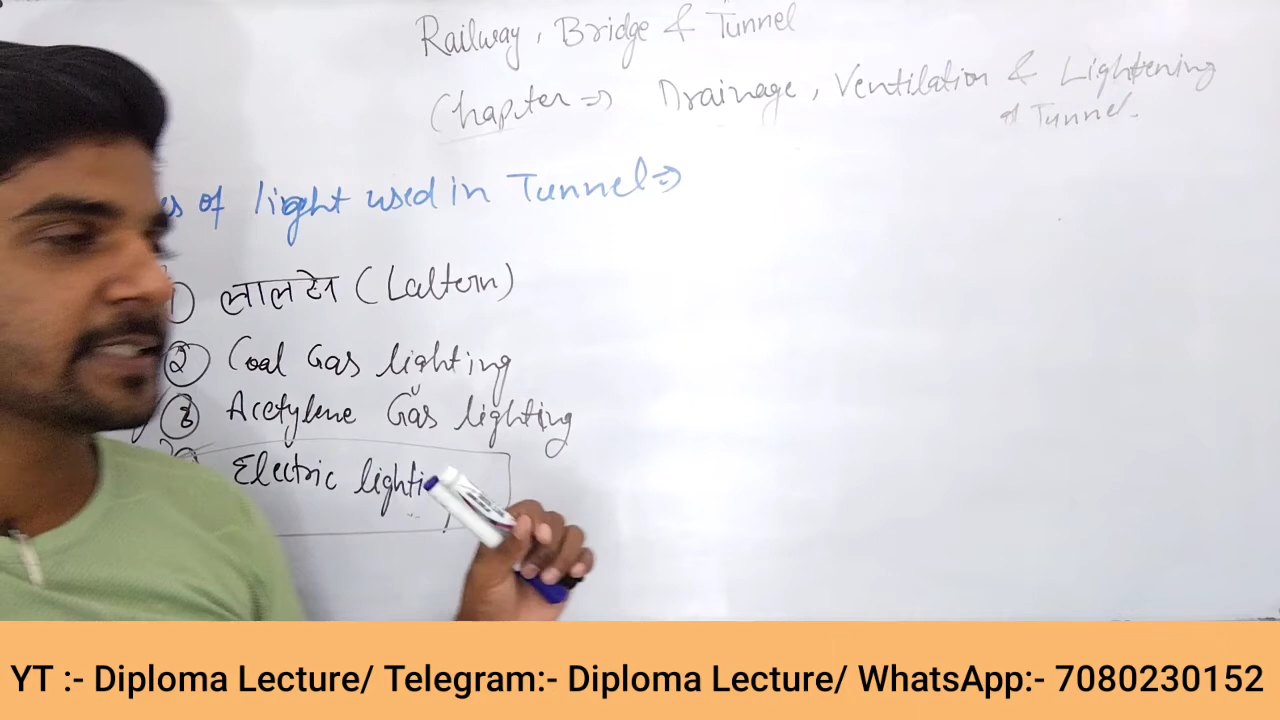 Railway, Bridge & Tunnel
Chapter => Drainage, Ventilation & Lightening
of Tunnel.
es of light used in Tunnel =>
1) लालटेन (Laltern)
2 Coal Gas lighting
3 Acetylene Gas lighting
Electric lighti
YT :- Diploma Lecture/ Telegram:- Diploma Lecture/ WhatsApp:- 7080230152